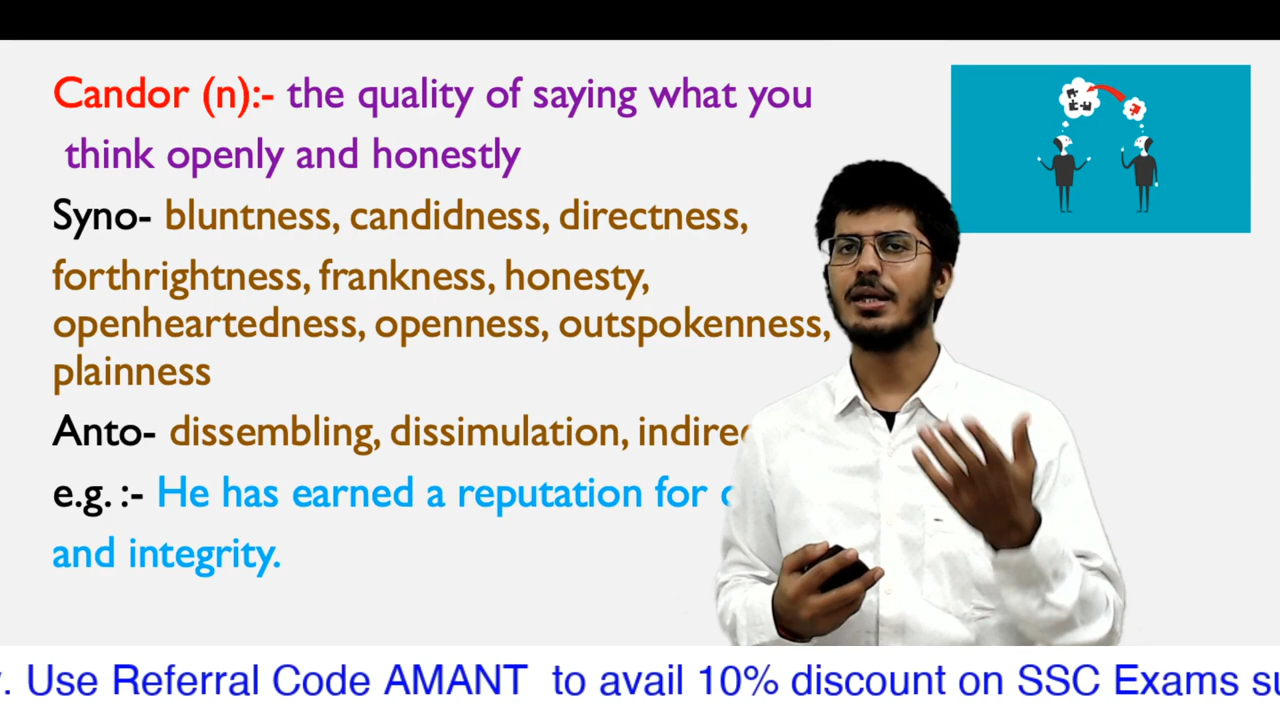 Candor (n):- the quality of saying what you
think openly and honestly
Syno- bluntness, candidness, directness,
forthrightness, frankness, honesty,
openheartedness, openness, outspokenness,
plainness
Anto- dissembling, dissimulation,
e.g. :- He has earned a reputation for
and integrity.
. Use Referral Code AMANT to avail 10% discount on SSC Exams